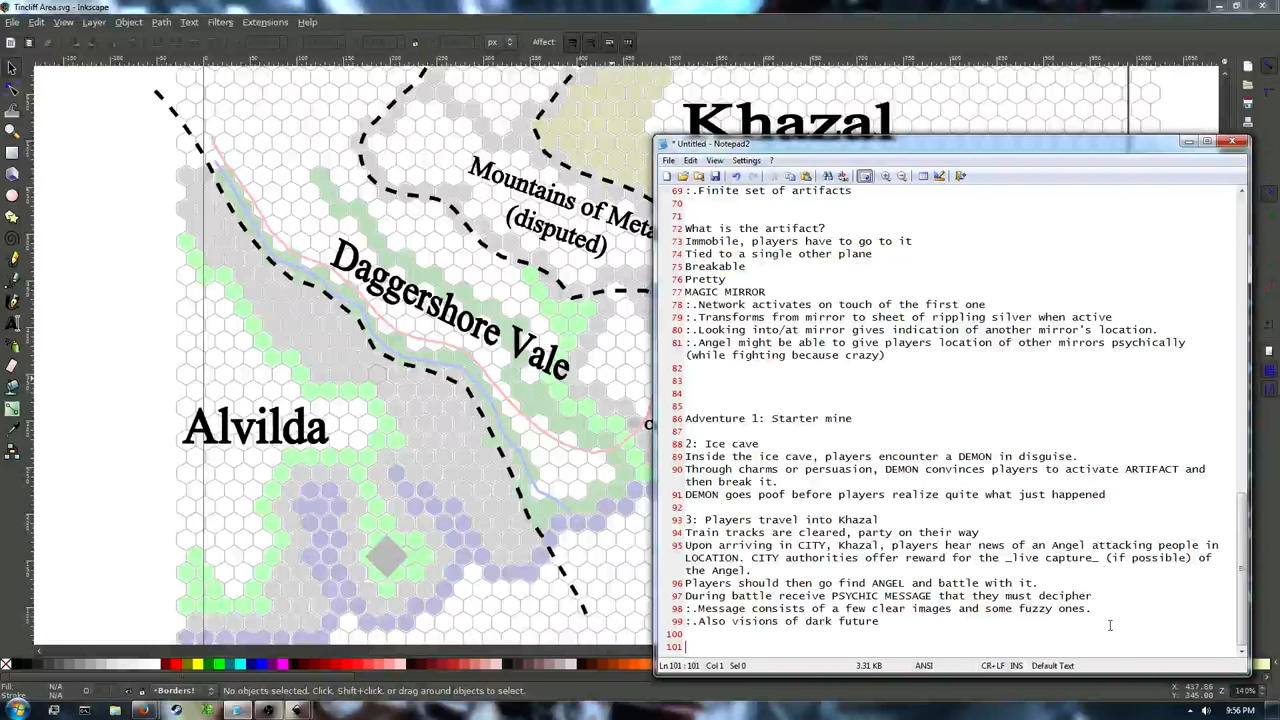 Tincliff Area.svg - Inkscape
File Edit View Layer Object Path Text Filters Extensions Help
px
Affect:
Khazal
Mountains of Meta
(disputed)
Daggershore Vale
Alvilda
c
* Untitled - Notepad2
File Edit View Settings ?
69 :.Finite set of artifacts
70
71
72 What is the artifact?
73 Immobile, players have to go to it
74 Tied to a single other plane
75 Breakable
76 Pretty
77 MAGIC MIRROR
78 :.Network activates on touch of the first one
79 :.Transforms from mirror to sheet of rippling silver when active
80 :.Looking into/at mirror gives indication of another mirror's location.
81 :.Angel might be able to give players location of other mirrors psychically
(while fighting because crazy)
82
83
84
85
86 Adventure 1: Starter mine
87
88 2: Ice cave
89 Inside the ice cave, players encounter a DEMON in disguise.
90 Through charms or persuasion, DEMON convinces players to activate ARTIFACT and
then break it.
91 DEMON goes poof before players realize quite what just happened
92
93 3: Players travel into Khazal
94 Train tracks are cleared, party on their way
95 Upon arriving in CITY, Khazal, players hear news of an Angel attacking people in
LOCATION. CITY authorities offer reward for the _live capture_ (if possible) of
the Angel.
96 Players should then go find ANGEL and battle with it.
97 During battle receive PSYCHIC MESSAGE that they must decipher
98 :.Message consists of a few clear images and some fuzzy ones.
99 :.Also visions of dark future
100
101
Ln 101 : 101 Col 1 Sel 0 3.31 KB ANSI CR+LF INS Default Text
Fill: N/A
Stroke: N/A
O: *Borders! No objects selected. Click, Shift+click, or drag around objects to select.
X: 437.86
Y: 345.00
Z: 140%
9:56 PM